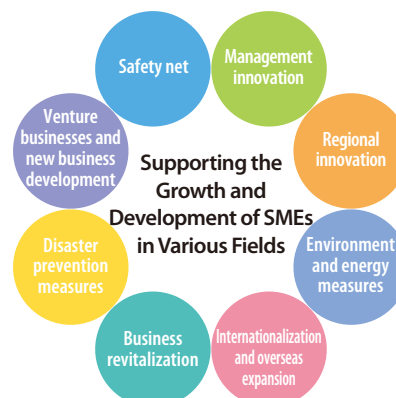 Safety net
Management
innovation
Regional
innovation
Environment
and energy
measures
Internationalization
and overseas
expansion
Business
revitalization
Disaster
prevention
measures
Venture
businesses and
new business
development
Supporting the
Growth and
Development of SMEs
in Various Fields